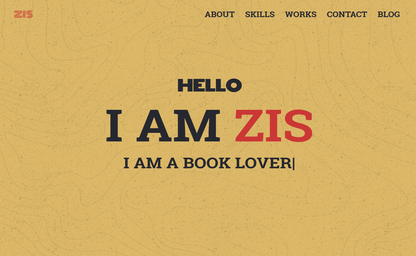 ZIS
ABOUT SKILLS WORKS CONTACT BLOG
HELLO
I AM ZIS
I AM A BOOK LOVER|